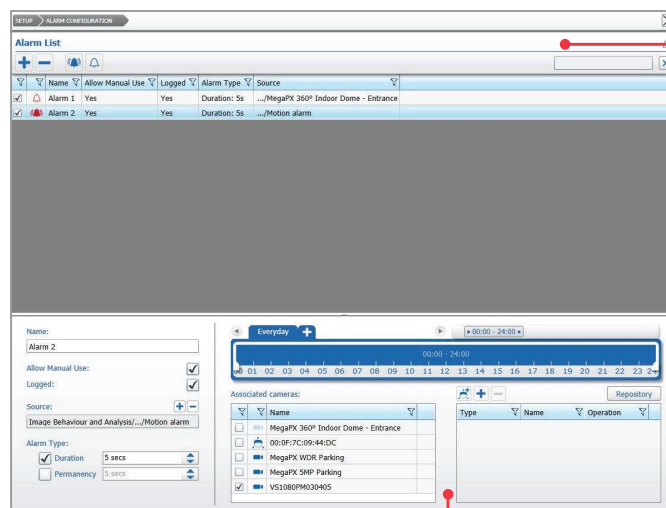 SETUP ALARM CONFIGURATION
Alarm List
Name Allow Manual Use Logged Alarm Type Source
Alarm 1 Yes Yes Duration: 5s .../MegaPX 360º Indoor Dome - Entrance
Alarm 2 Yes Yes Duration: 5s .../Motion alarm
Name:
Alarm 2
Allow Manual Use:
Logged:
Source:
Image Behaviour and Analysis/.../Motion alarm
Alarm Type:
Duration 5 secs
Permanency 5 secs
Everyday
00:00 - 24:00
00:00 - 24:00
00 01 02 03 04 05 06 07 08 09 10 11 12 13 14 15 16 17 18 19 20 21 22 23 24
Associated cameras:
Name
MegaPX 360º Indoor Dome - Entrance
00:0F:7C:09:44:DC
MegaPX WDR Parking
MegaPX 5MP Parking
VS1080PM030405
Repository
Type Name Operation